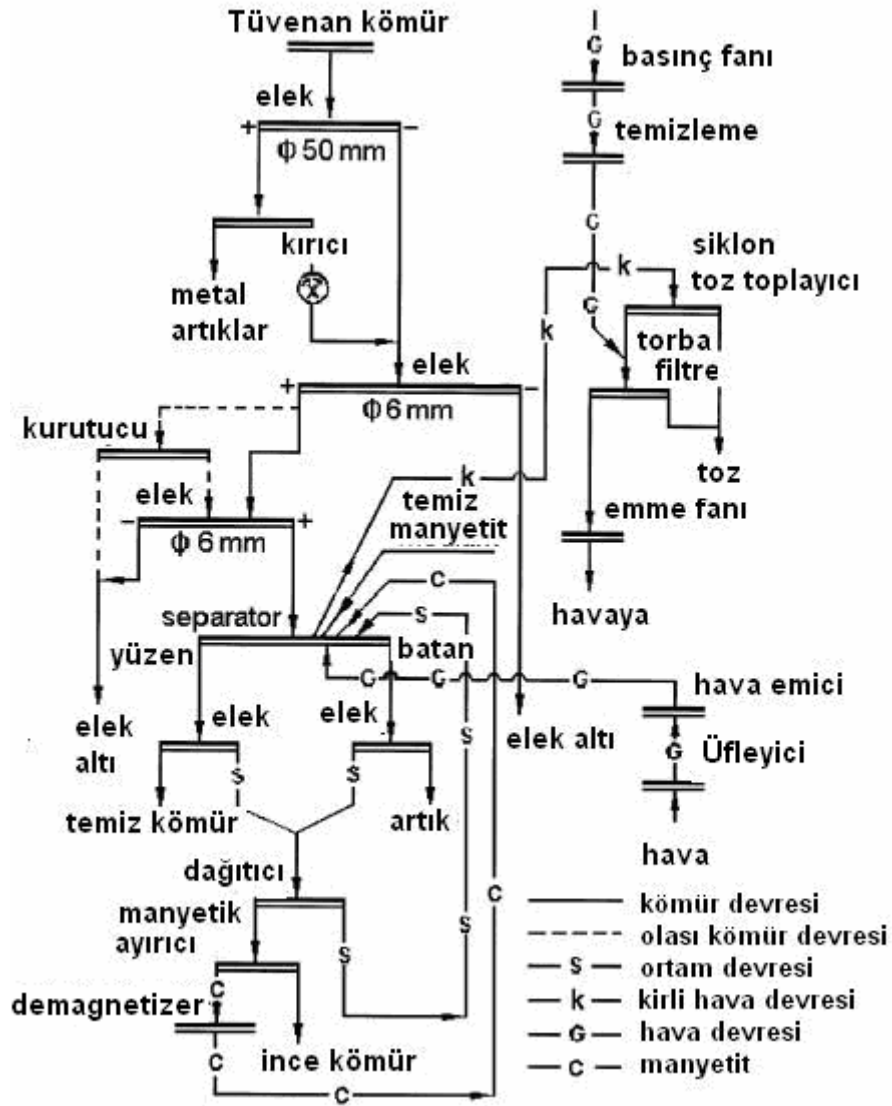 Tüvenan kömür
elek
+
–
ϕ 50 mm
kırıcı
metal
artıklar
elek
+
–
ϕ 6 mm
kurutucu
elek
–
+
ϕ 6 mm
k
temiz
manyetit
C
S
separator
yüzen
batan
elek
altı
elek
elek
S
S
temiz kömür
artık
G
G
G
S
elek altı
dağıtıcı
manyetik
ayırıcı
S
S
C
C
demagnetizer
ince kömür
C
C
G
basınç fanı
G
temizleme
G
G
k
k
siklon
toz toplayıcı
torba
filtre
toz
emme fanı
havaya
hava emici
G
Üfleyici
hava
kömür devresi
olası kömür devresi
S ortam devresi
k kirli hava devresi
G hava devresi
C manyetit